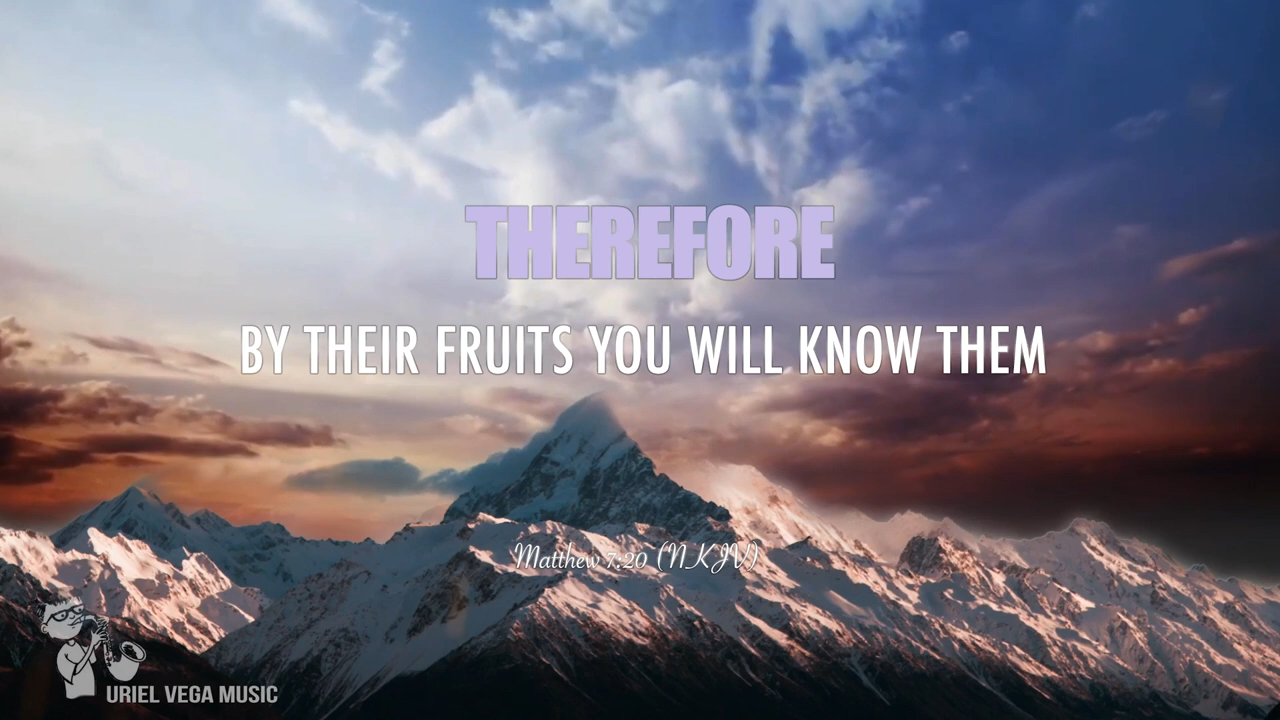 THEREFORE
BY THEIR FRUITS YOU WILL KNOW THEM
Matthew 7:20 (NKJV)
URIEL VEGA MUSIC